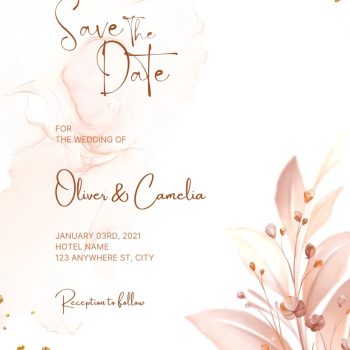 Save The
Date
FOR
THE WEDDING OF
Oliver & Camelia
JANUARY 03RD, 2021
HOTEL NAME
123 ANYWHERE ST, CITY
Reception to follow